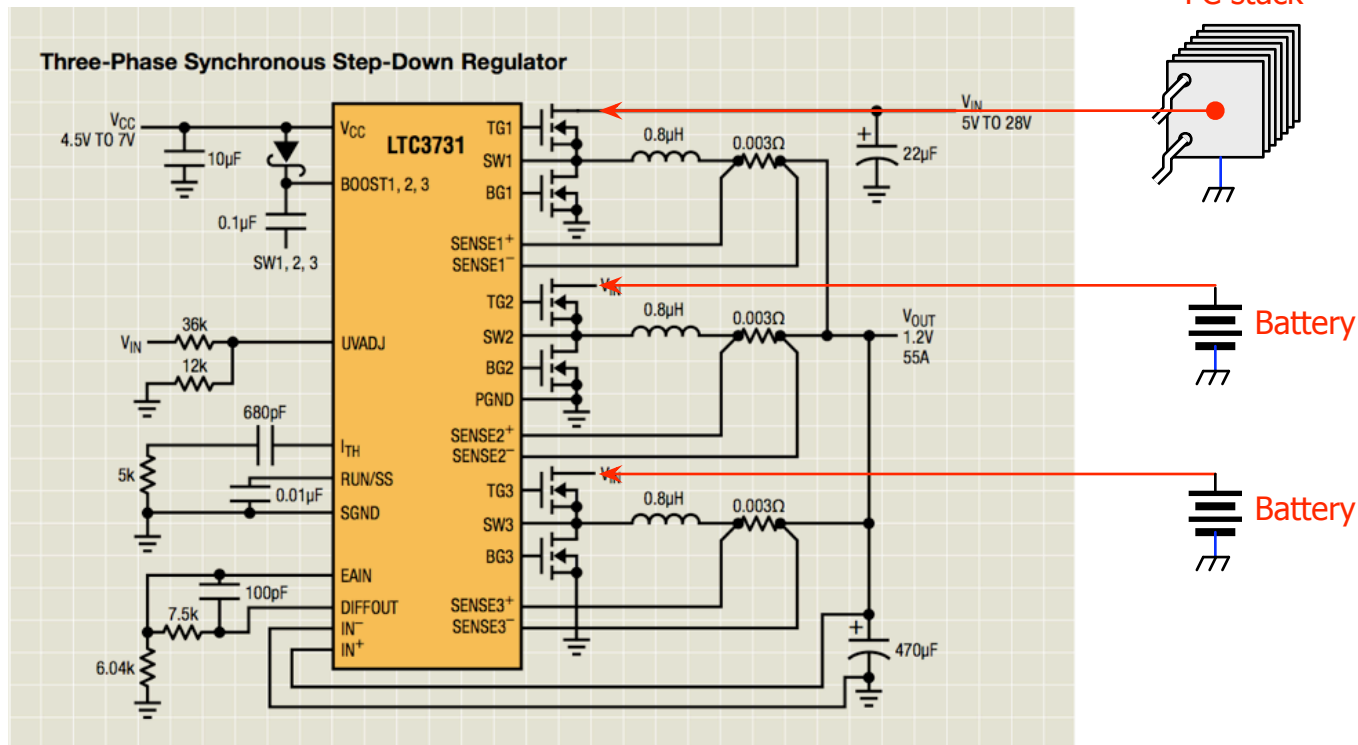 FC stack
Three-Phase Synchronous Step-Down Regulator
VCC
4.5V TO 7V
10µF
0.1µF
SW1, 2, 3
VCC
LTC3731
BOOST1, 2, 3
TG1
SW1
BG1
SENSE1+
SENSE1−
0.8µH
0.003Ω
22µF
VIN
5V TO 28V
VIN
36k
12k
UVADJ
TG2
SW2
BG2
PGND
SENSE2+
SENSE2−
VIN
0.8µH
0.003Ω
VOUT
1.2V
55A
Battery
680pF
5k
0.01µF
ITH
RUN/SS
SGND
TG3
SW3
BG3
SENSE3+
SENSE3−
VIN
0.8µH
0.003Ω
Battery
100pF
7.5k
6.04k
EAIN
DIFFOUT
IN−
IN+
470µF